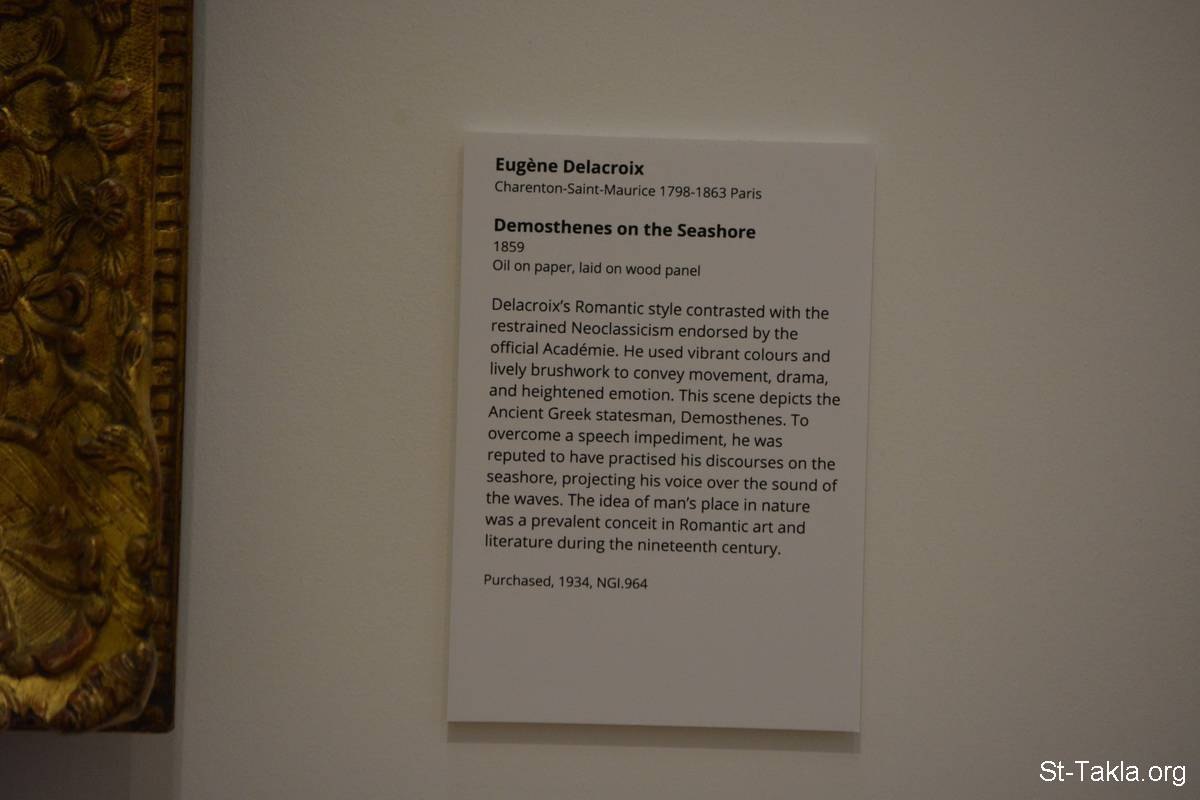 Eugène Delacroix
Charenton-Saint-Maurice 1798-1863 Paris
Demosthenes on the Seashore
1859
Oil on paper, laid on wood panel
Delacroix’s Romantic style contrasted with the
restrained Neoclassicism endorsed by the
official Académie. He used vibrant colours and
lively brushwork to convey movement, drama,
and heightened emotion. This scene depicts the
Ancient Greek statesman, Demosthenes. To
overcome a speech impediment, he was
reputed to have practised his discourses on the
seashore, projecting his voice over the sound of
the waves. The idea of man’s place in nature
was a prevalent conceit in Romantic art and
literature during the nineteenth century.
Purchased, 1934, NGI.964
St-Takla.org